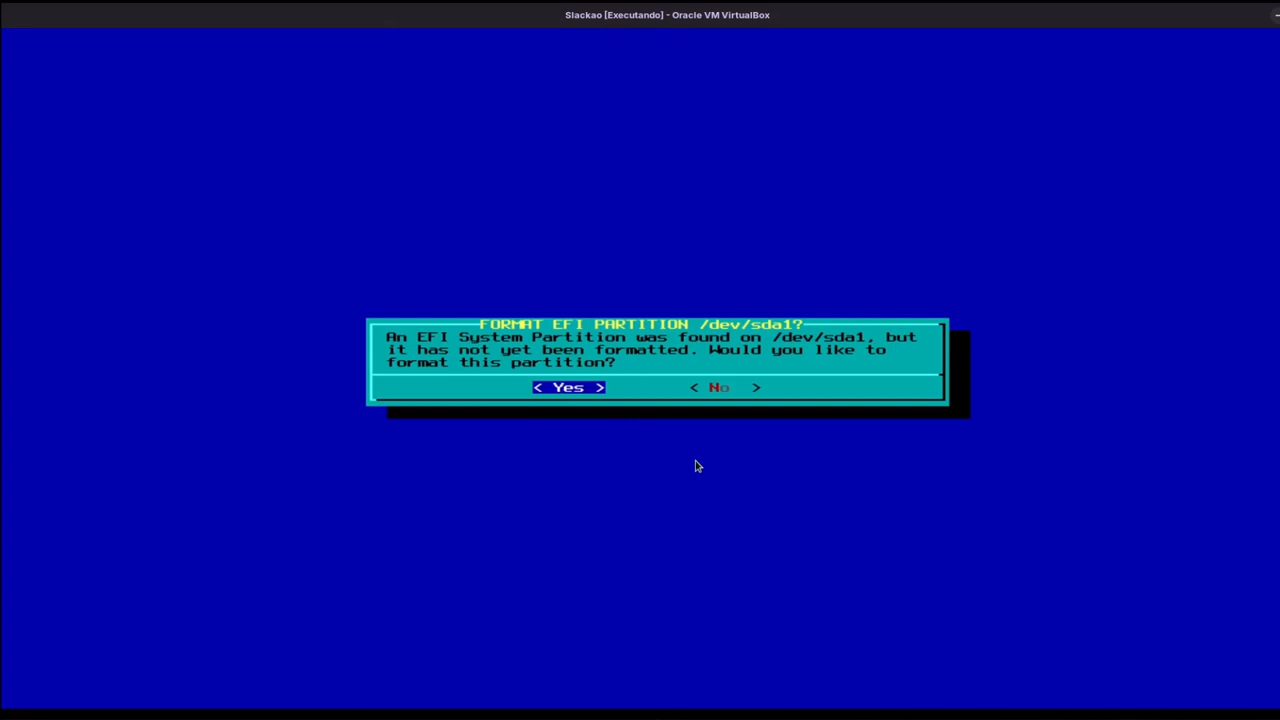 Slackao [Executando] - Oracle VM VirtualBox
FORMAT EFI PARTITION /dev/sda1?
An EFI System Partition was found on /dev/sda1, but
it has not yet been formatted. Would you like to
format this partition?
< Yes > < No >